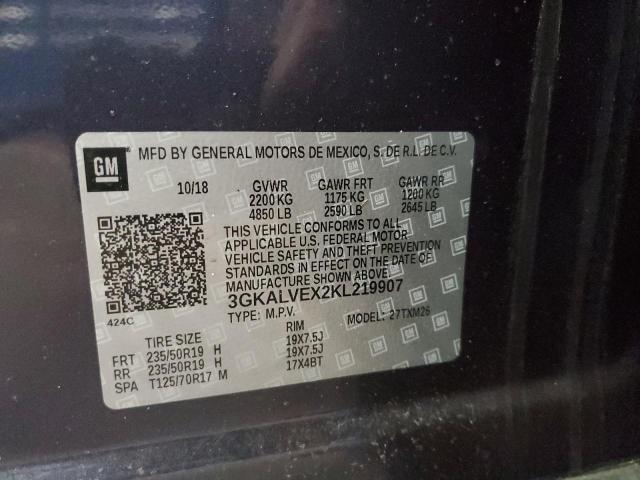 GM
MFD BY GENERAL MOTORS DE MEXICO, S. DE R.L. DE C.V.
10/18 GVWR GAWR FRT GAWR RR
2200 KG 1175 KG 1200 KG
4850 LB 2590 LB 2645 LB
THIS VEHICLE CONFORMS TO ALL
APPLICABLE U.S. FEDERAL MOTOR
VEHICLE SAFETY AND THEFT PREVENTION
STANDARDS IN EFFECT ON THE DATE OF
MANUFACTURE SHOWN ABOVE.
3GKALVEX2KL219907
424C
TYPE: M.P.V. MODEL: 27TXM26
TIRE SIZE RIM
FRT 235/50R19 H 19X7.5J
RR 235/50R19 H 19X7.5J
SPA T125/70R17 M 17X4BT